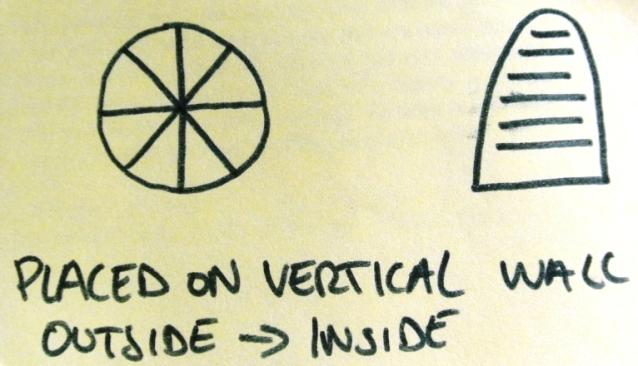 PLACED ON VERTICAL WALL
OUTSIDE → INSIDE